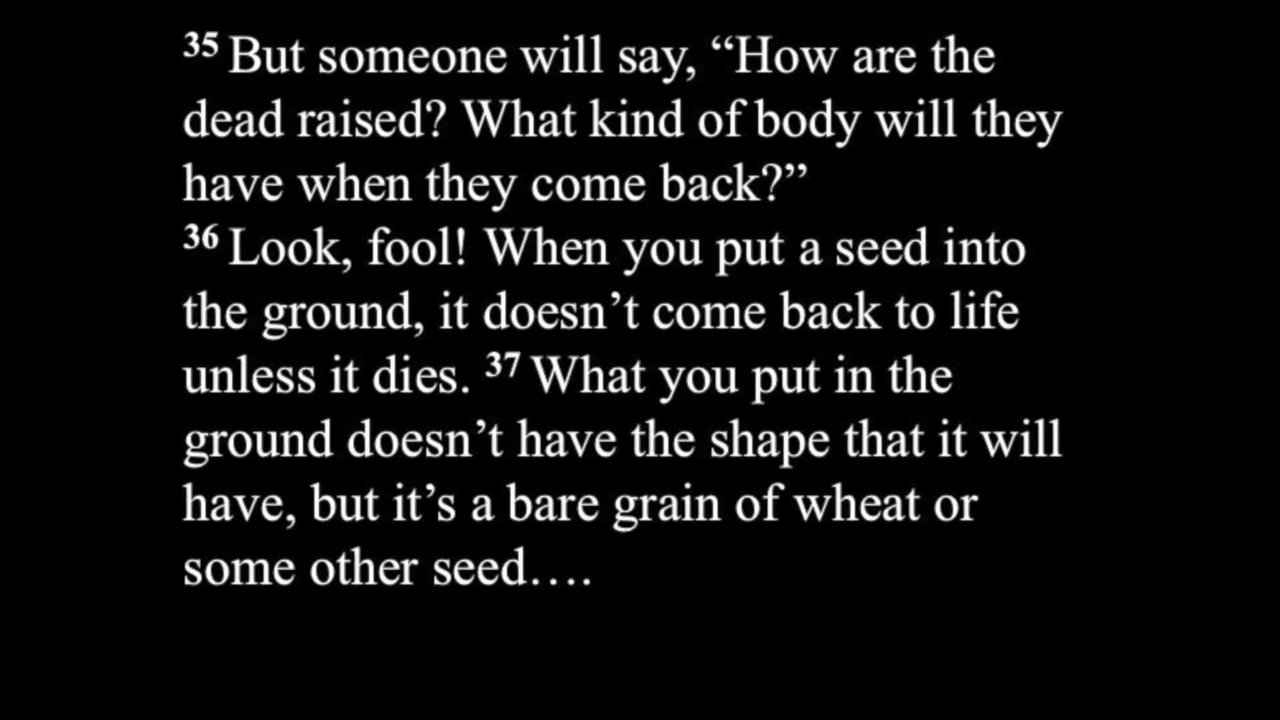 35 But someone will say, “How are the
dead raised? What kind of body will they
have when they come back?”
36 Look, fool! When you put a seed into
the ground, it doesn’t come back to life
unless it dies. 37 What you put in the
ground doesn’t have the shape that it will
have, but it’s a bare grain of wheat or
some other seed….